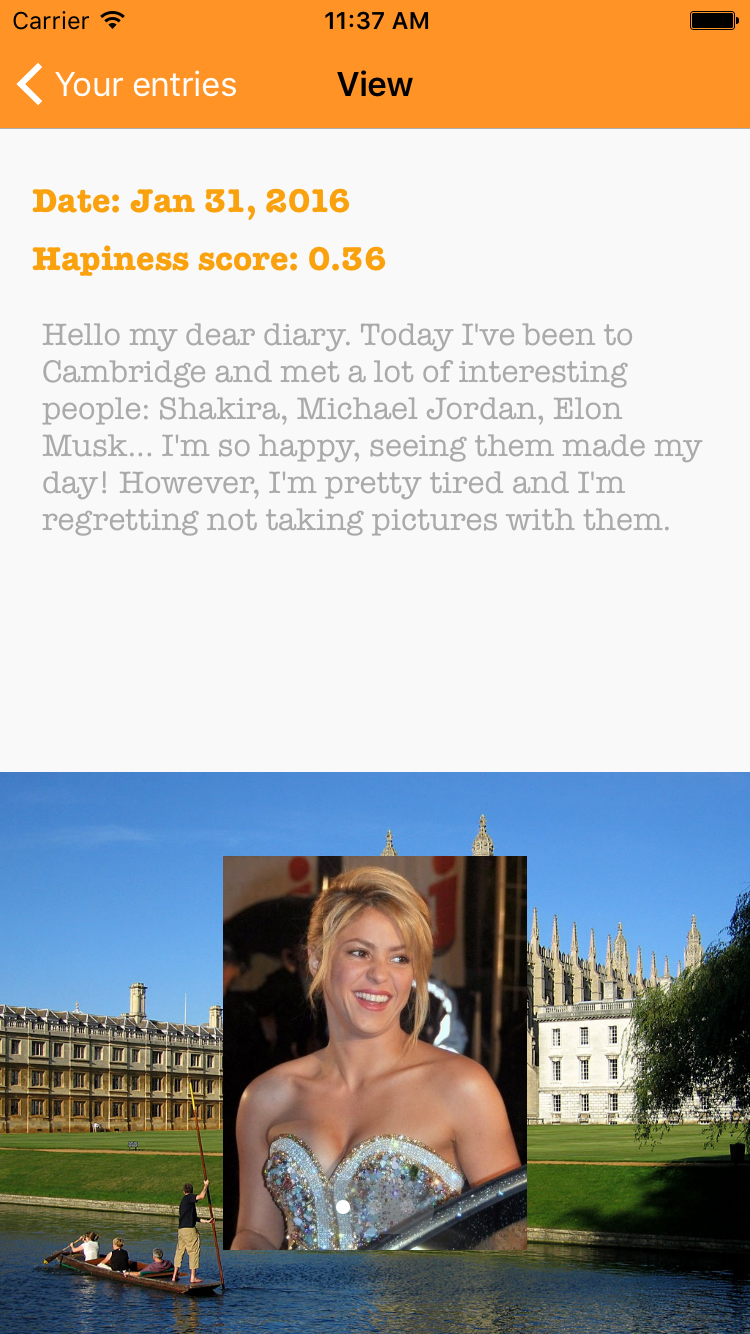 Carrier 11:37 AM
Your entries View
Date: Jan 31, 2016
Hapiness score: 0.36
Hello my dear diary. Today I've been to
Cambridge and met a lot of interesting
people: Shakira, Michael Jordan, Elon
Musk... I'm so happy, seeing them made my
day! However, I'm pretty tired and I'm
regretting not taking pictures with them.